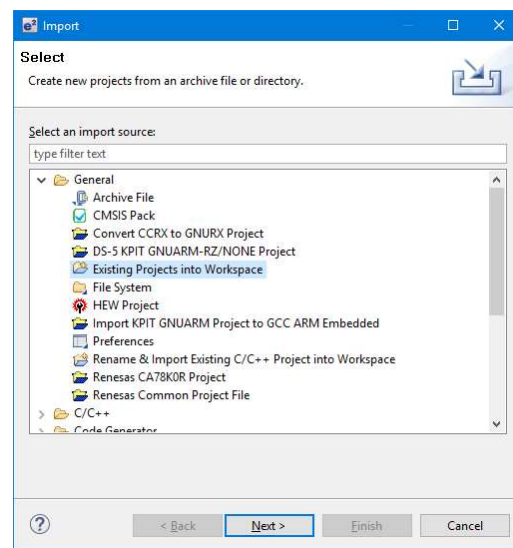 e² Import
Select
Create new projects from an archive file or directory.
Select an import source:
type filter text
General
Archive File
CMSIS Pack
Convert CCRX to GNURX Project
DS-5 KPIT GNUARM-RZ/NONE Project
Existing Projects into Workspace
File System
HEW Project
Import KPIT GNUARM Project to GCC ARM Embedded
Preferences
Rename & Import Existing C/C++ Project into Workspace
Renesas CA78K0R Project
Renesas Common Project File
C/C++
Code Generator
? < Back Next > Finish Cancel